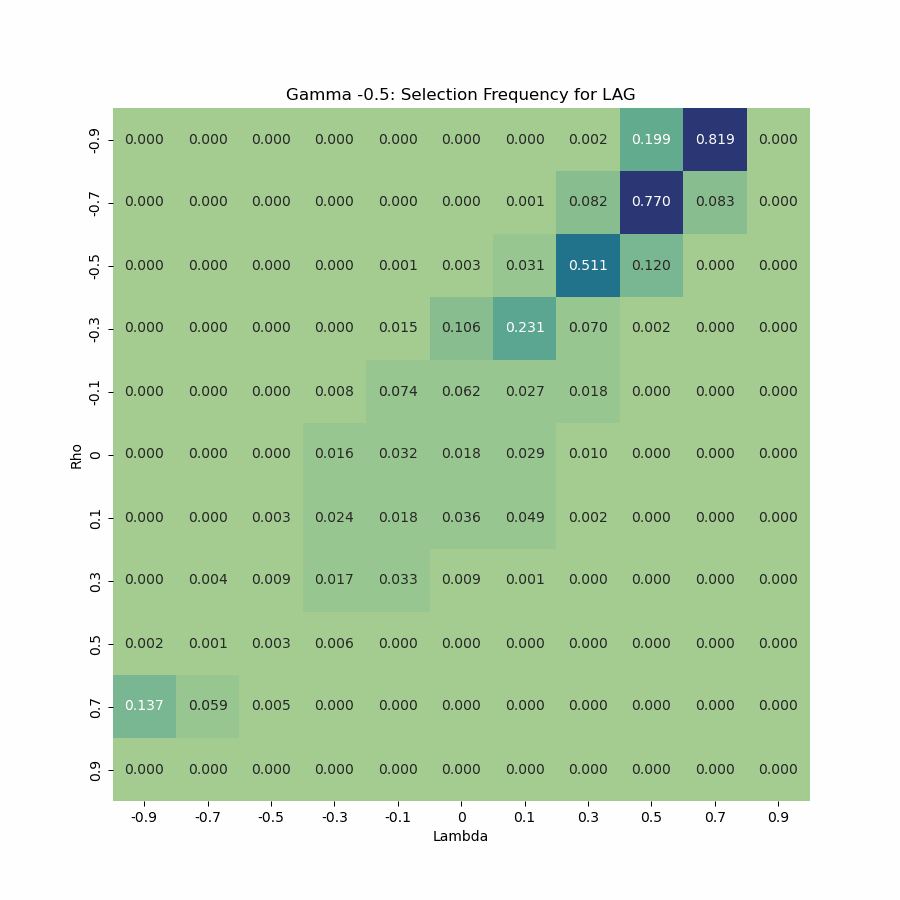 Gamma -0.5: Selection Frequency for LAG
-0.9 0.000 0.000 0.000 0.000 0.000 0.000 0.000 0.002 0.199 0.819 0.000
-0.7 0.000 0.000 0.000 0.000 0.000 0.000 0.001 0.082 0.770 0.083 0.000
-0.5 0.000 0.000 0.000 0.000 0.001 0.003 0.031 0.511 0.120 0.000 0.000
-0.3 0.000 0.000 0.000 0.000 0.015 0.106 0.231 0.070 0.002 0.000 0.000
-0.1 0.000 0.000 0.000 0.008 0.074 0.062 0.027 0.018 0.000 0.000 0.000
Rho
0 0.000 0.000 0.000 0.016 0.032 0.018 0.029 0.010 0.000 0.000 0.000
0.1 0.000 0.000 0.003 0.024 0.018 0.036 0.049 0.002 0.000 0.000 0.000
0.3 0.000 0.004 0.009 0.017 0.033 0.009 0.001 0.000 0.000 0.000 0.000
0.5 0.002 0.001 0.003 0.006 0.000 0.000 0.000 0.000 0.000 0.000 0.000
0.7 0.137 0.059 0.005 0.000 0.000 0.000 0.000 0.000 0.000 0.000 0.000
0.9 0.000 0.000 0.000 0.000 0.000 0.000 0.000 0.000 0.000 0.000 0.000
-0.9 -0.7 -0.5 -0.3 -0.1 0 0.1 0.3 0.5 0.7 0.9
Lambda